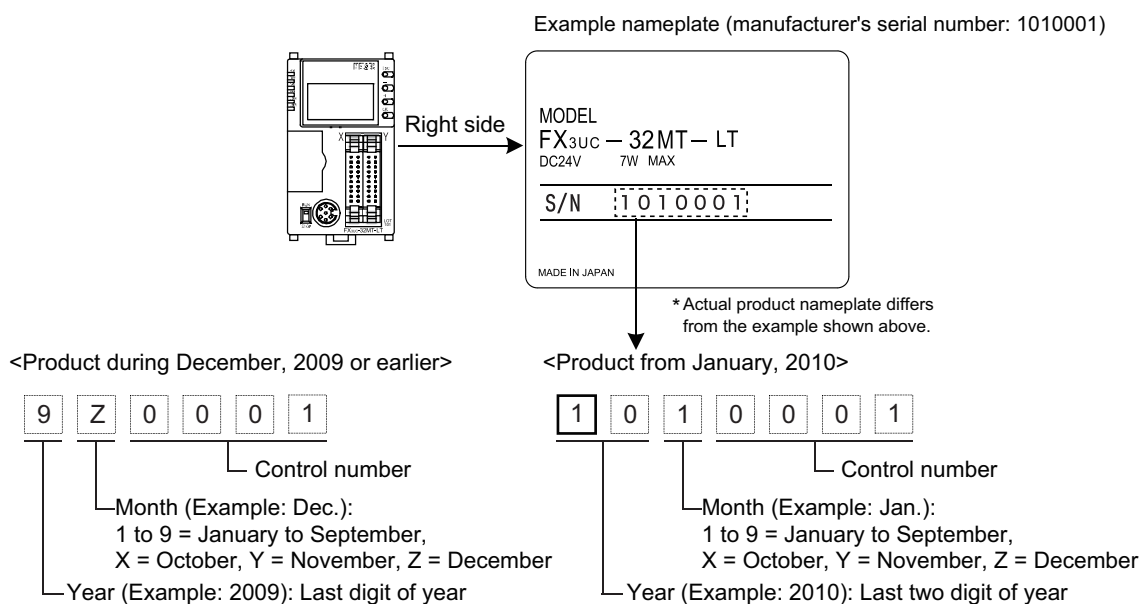 Example nameplate (manufacturer's serial number: 1010001)
X
Y
FX3UC-32MT-LT
Right side
MODEL
FX3UC — 32MT — LT
DC24V 7W MAX
S/N 1010001
MADE IN JAPAN
* Actual product nameplate differs
from the example shown above.
<Product during December, 2009 or earlier>
9 Z 0 0 0 1
Control number
Month (Example: Dec.):
1 to 9 = January to September,
X = October, Y = November, Z = December
Year (Example: 2009): Last digit of year
<Product from January, 2010>
1 0 1 0 0 0 1
Control number
Month (Example: Jan.):
1 to 9 = January to September,
X = October, Y = November, Z = December
Year (Example: 2010): Last two digit of year